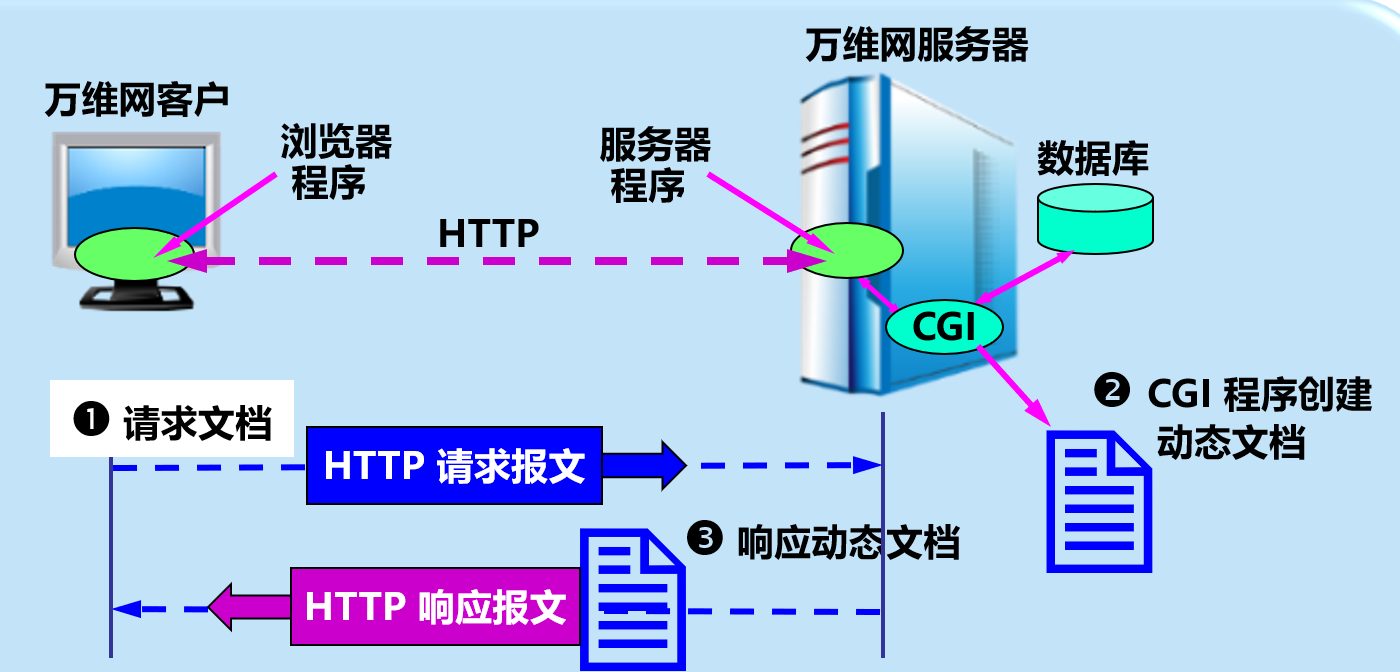 万维网服务器
万维网客户
浏览器
程序
服务器
程序
数据库
HTTP
CGI
❶ 请求文档
❷ CGI 程序创建
动态文档
HTTP 请求报文
❸ 响应动态文档
HTTP 响应报文